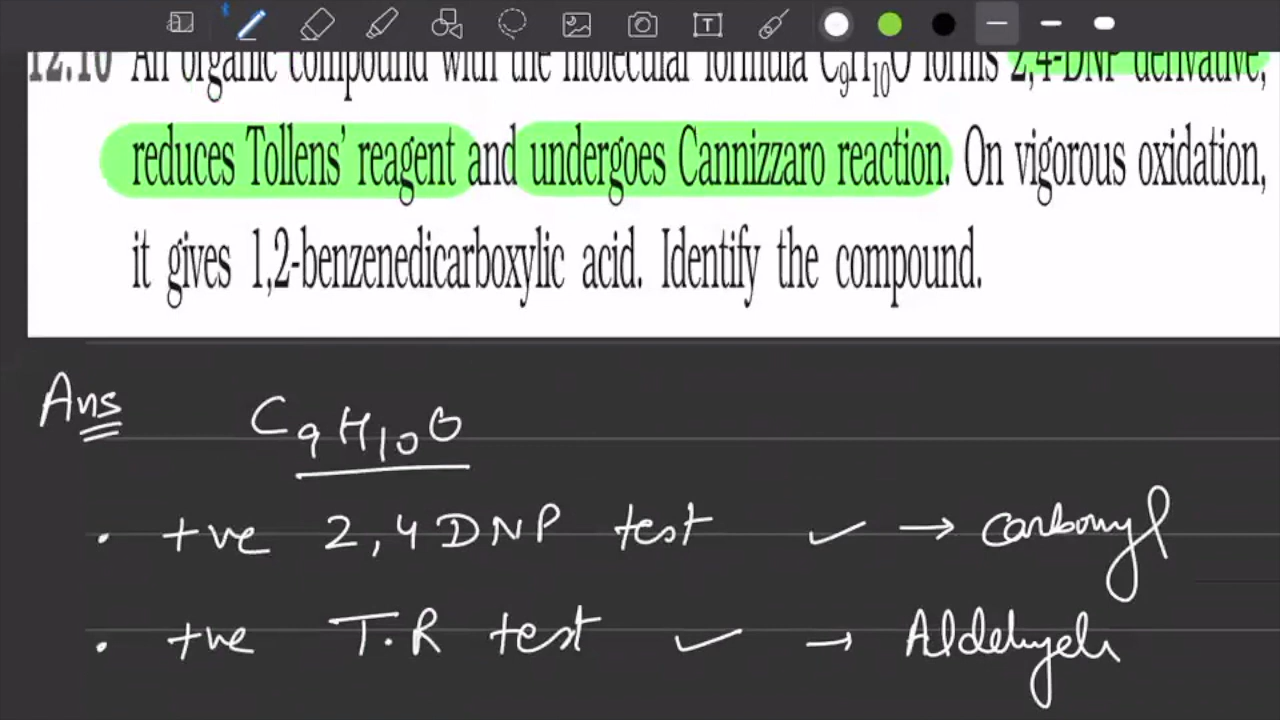 12.10 An organic compound with the molecular formula C₉H₁₀O forms 2,4-DNP derivative,
reduces Tollens' reagent and undergoes Cannizzaro reaction. On vigorous oxidation,
it gives 1,2-benzenedicarboxylic acid. Identify the compound.
Ans C₉H₁₀O
• +ve 2,4 DNP test ✓ → Carbonyl
• +ve T.R test ✓ → Aldehyde